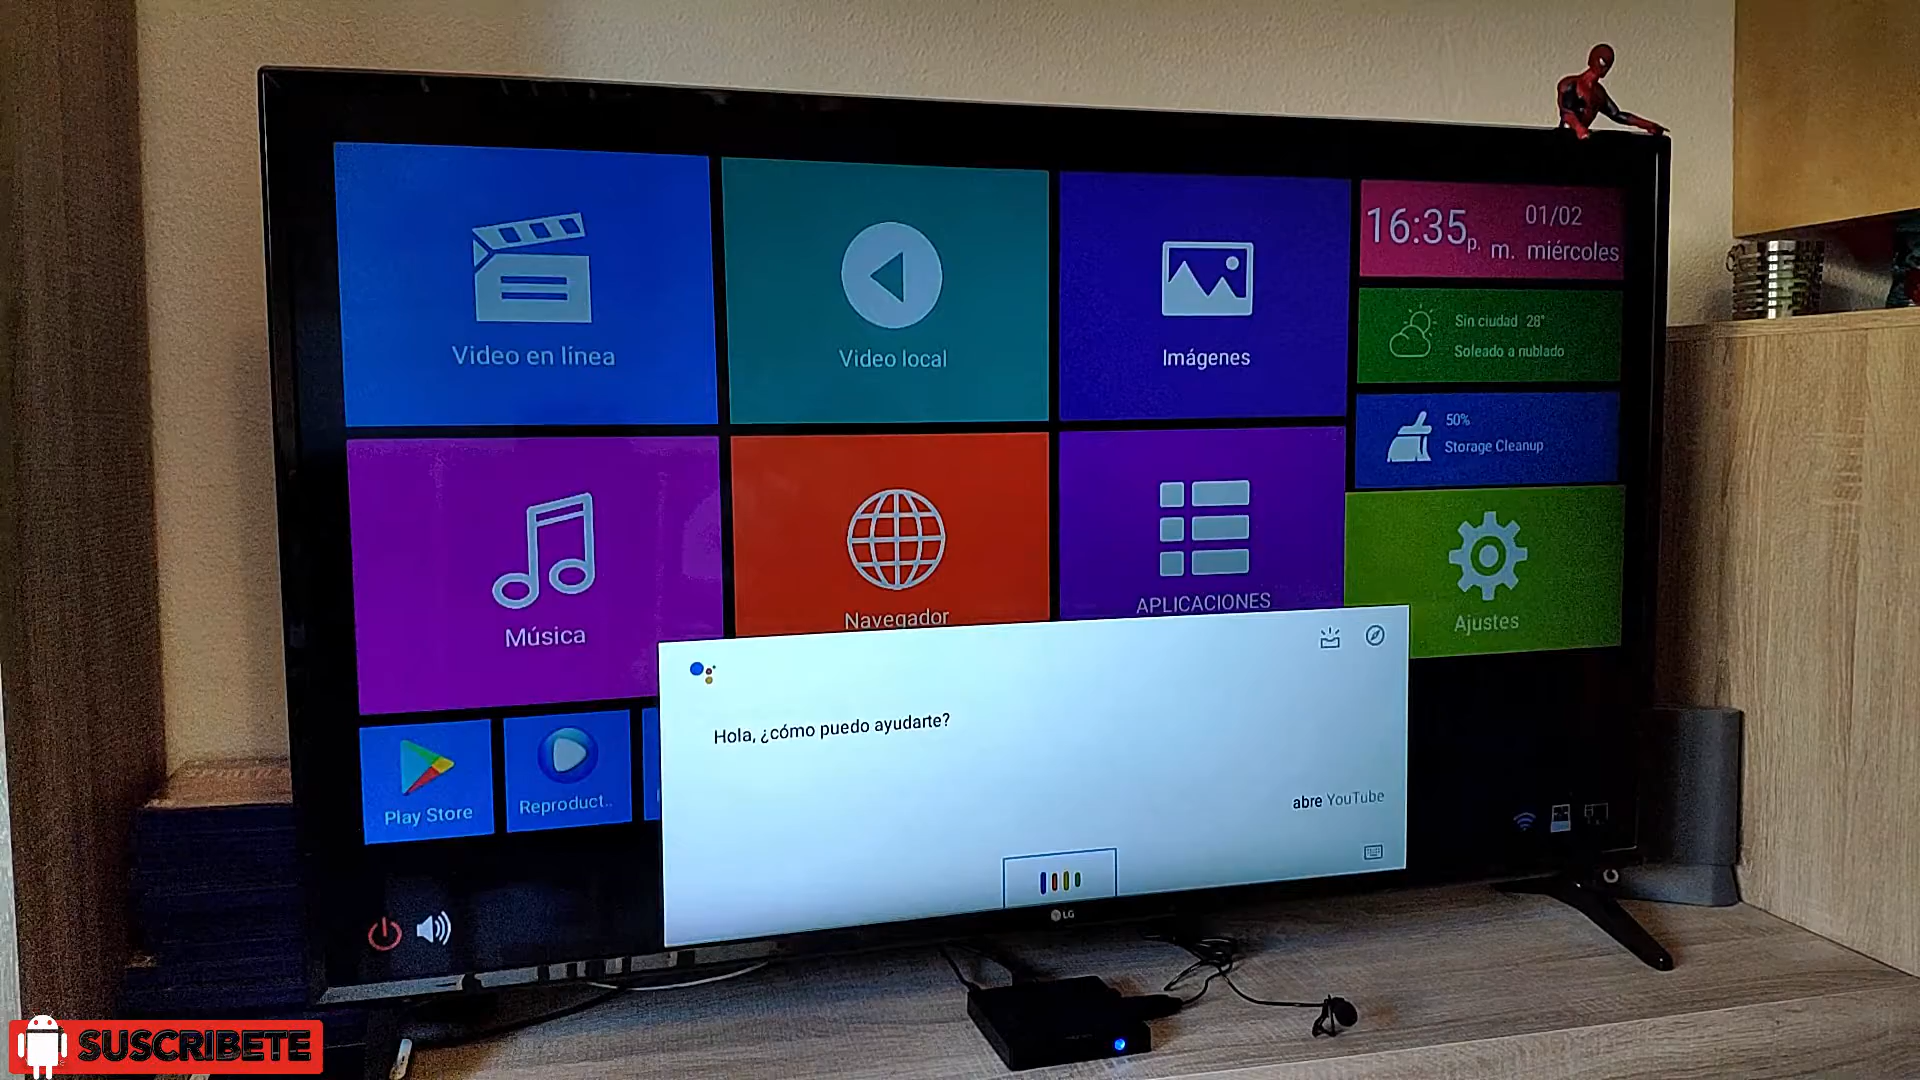 Video en línea
Video local
Imágenes
16:35 p. m.
01/02
miércoles
Sin ciudad 28°
Soleado a nublado
50%
Storage Cleanup
Música
Navegador
APLICACIONES
Ajustes
Play Store
Reproduct..
Hola, ¿cómo puedo ayudarte?
abre YouTube
LG
SUSCRIBETE